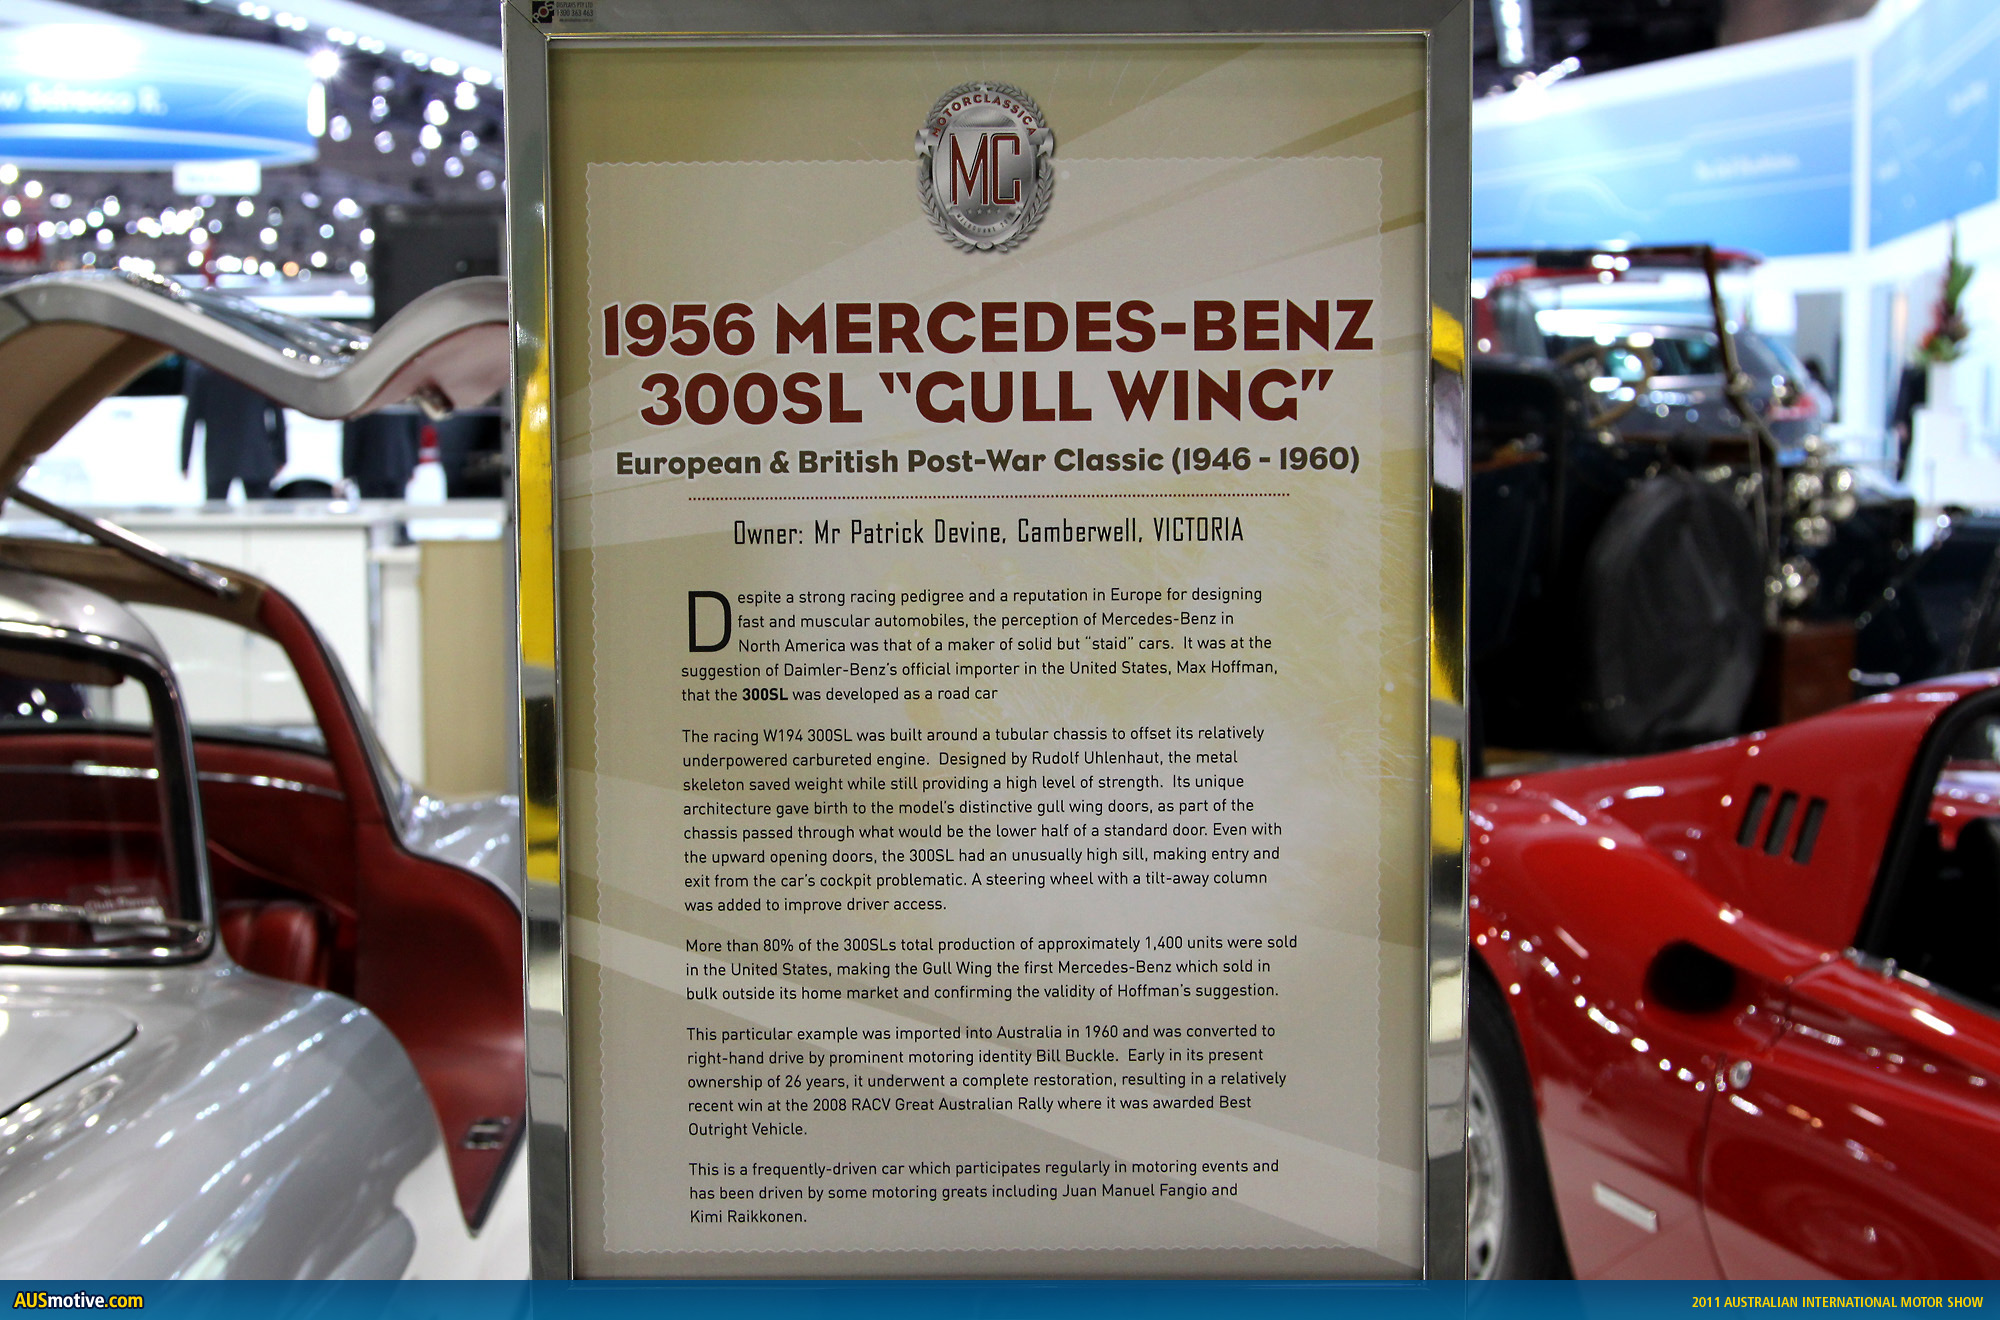 DISPLAYS PTY LTD
1300 363 463
MOTORCLASSICA
MC
1956 MERCEDES-BENZ
300SL “GULL WING”
European & British Post-War Classic (1946 - 1960)
Owner: Mr Patrick Devine, Camberwell, VICTORIA
Despite a strong racing pedigree and a reputation in Europe for designing
fast and muscular automobiles, the perception of Mercedes-Benz in
North America was that of a maker of solid but “staid” cars. It was at the
suggestion of Daimler-Benz’s official importer in the United States, Max Hoffman,
that the 300SL was developed as a road car
The racing W194 300SL was built around a tubular chassis to offset its relatively
underpowered carbureted engine. Designed by Rudolf Uhlenhaut, the metal
skeleton saved weight while still providing a high level of strength. Its unique
architecture gave birth to the model’s distinctive gull wing doors, as part of the
chassis passed through what would be the lower half of a standard door. Even with
the upward opening doors, the 300SL had an unusually high sill, making entry and
exit from the car’s cockpit problematic. A steering wheel with a tilt-away column
was added to improve driver access.
More than 80% of the 300SLs total production of approximately 1,400 units were sold
in the United States, making the Gull Wing the first Mercedes-Benz which sold in
bulk outside its home market and confirming the validity of Hoffman’s suggestion.
This particular example was imported into Australia in 1960 and was converted to
right-hand drive by prominent motoring identity Bill Buckle. Early in its present
ownership of 26 years, it underwent a complete restoration, resulting in a relatively
recent win at the 2008 RACV Great Australian Rally where it was awarded Best
Outright Vehicle.
This is a frequently-driven car which participates regularly in motoring events and
has been driven by some motoring greats including Juan Manuel Fangio and
Kimi Raikkonen.
AUSmotive.com
2011 AUSTRALIAN INTERNATIONAL MOTOR SHOW